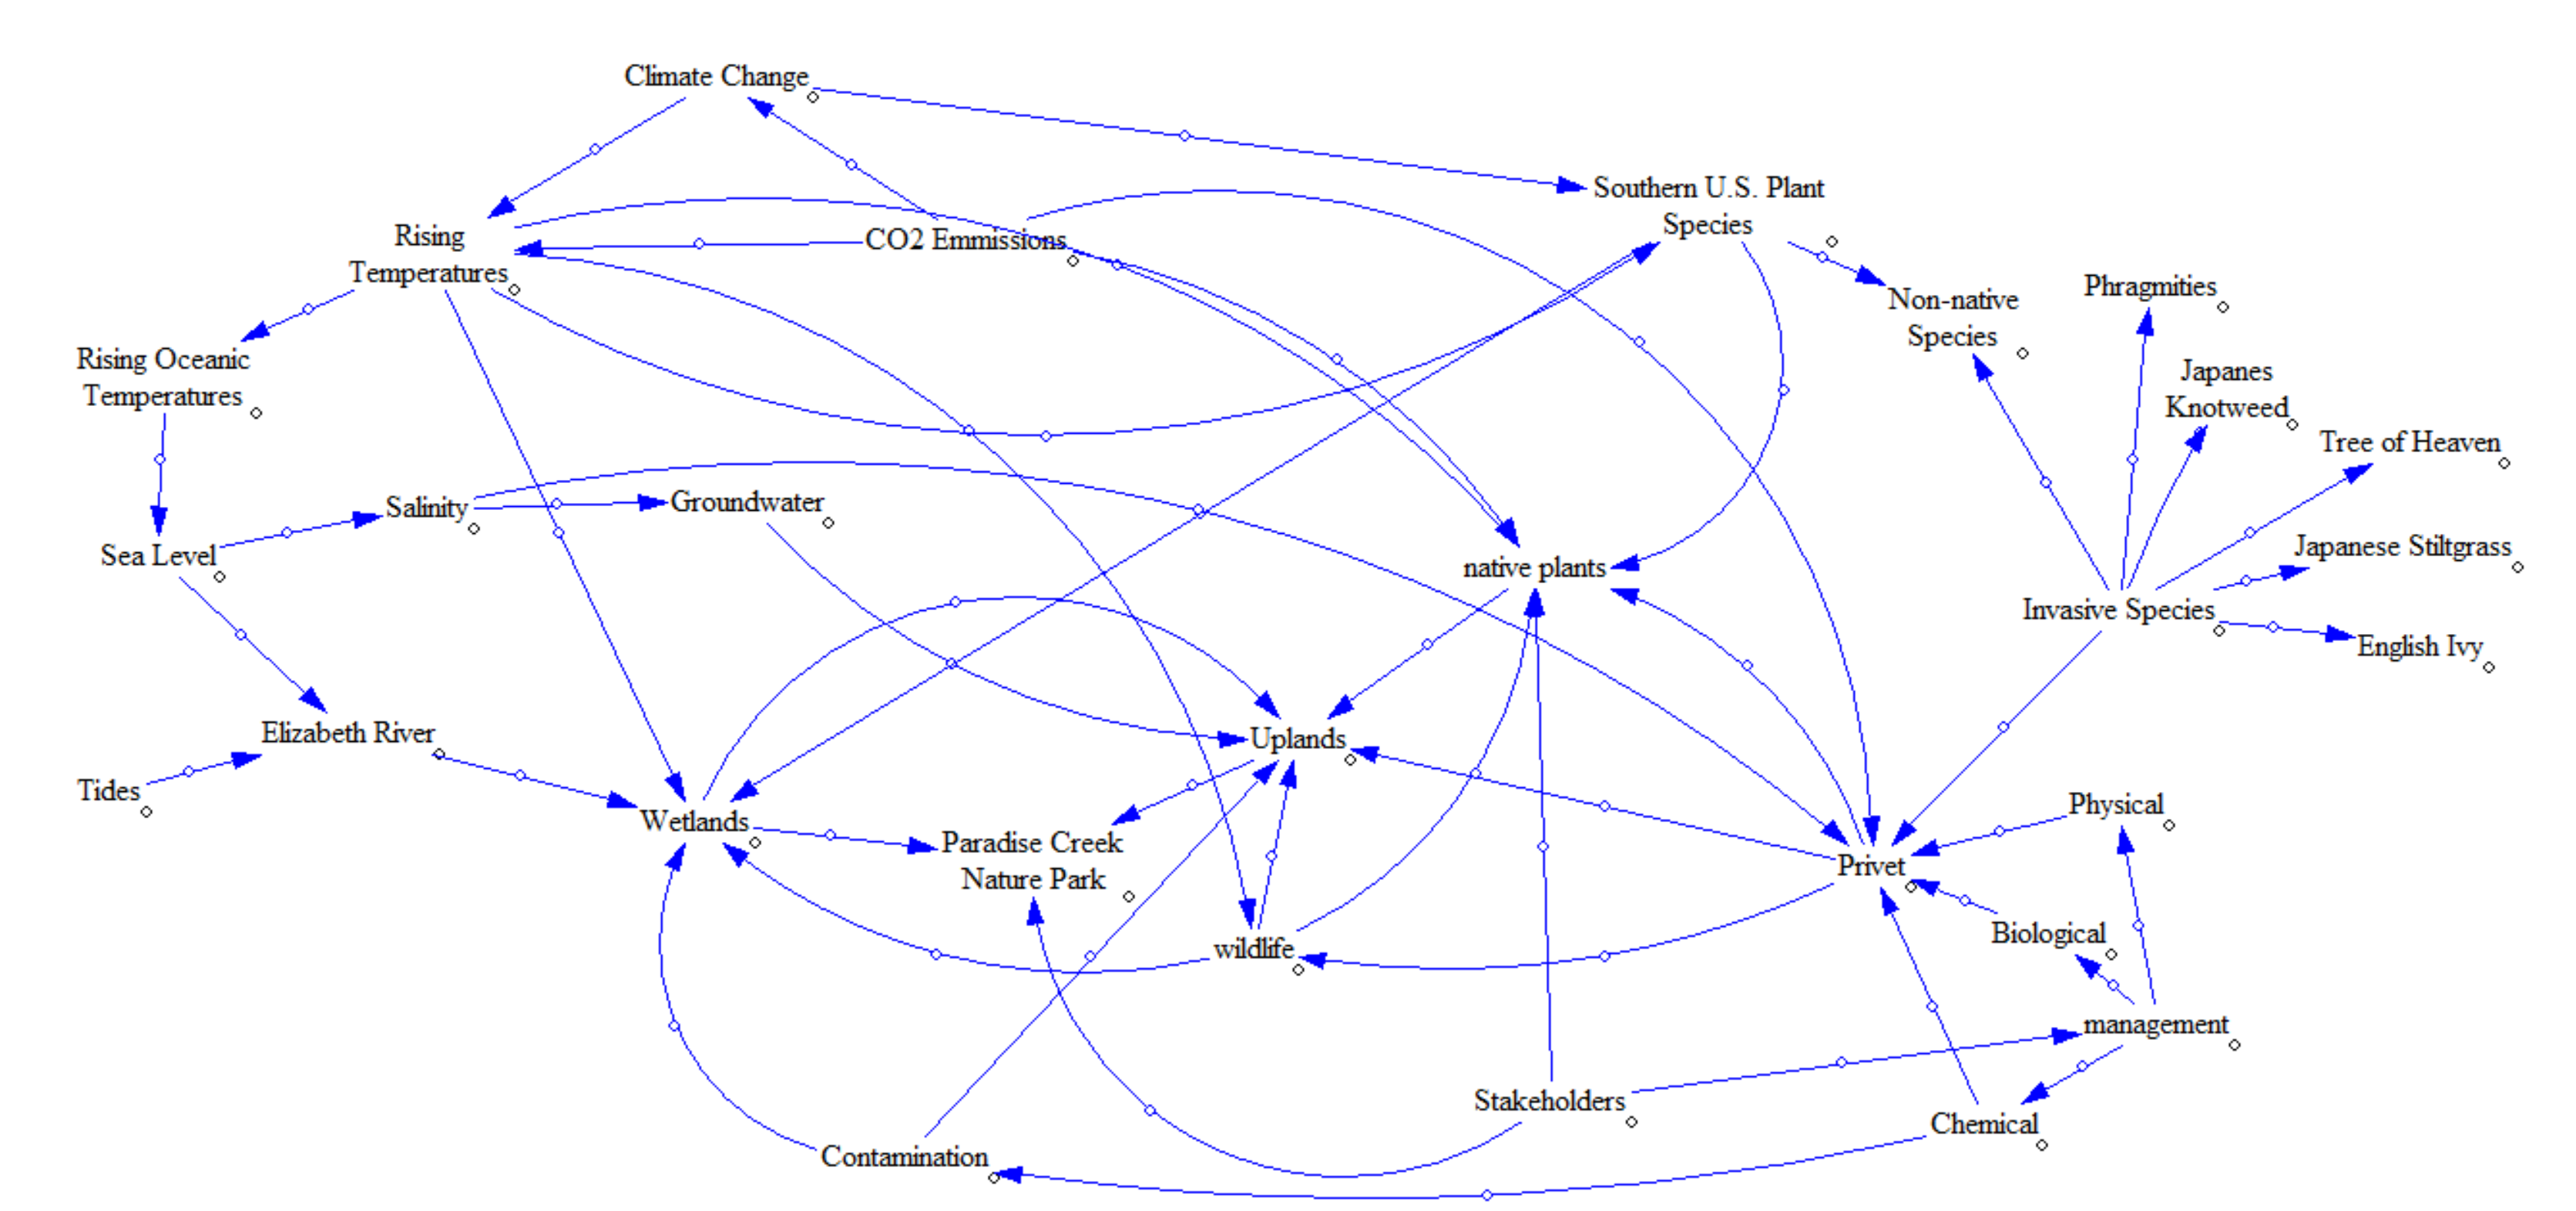 Climate Change
Southern U.S. Plant
Species
Rising
Temperatures
CO2 Emmissions
Non-native
Species
Phragmities
Rising Oceanic
Temperatures
Japanes
Knotweed
Tree of Heaven
Salinity
Groundwater
Sea Level
native plants
Japanese Stiltgrass
Invasive Species
English Ivy
Elizabeth River
Uplands
Tides
Wetlands
Paradise Creek
Nature Park
Physical
Privet
Biological
wildlife
management
Stakeholders
Chemical
Contamination